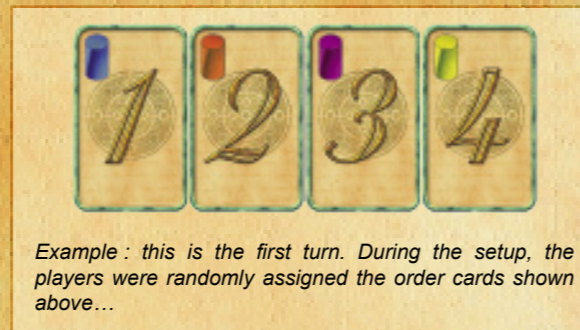 1 2 3 4
Example : this is the first turn. During the setup, the
players were randomly assigned the order cards shown
above…